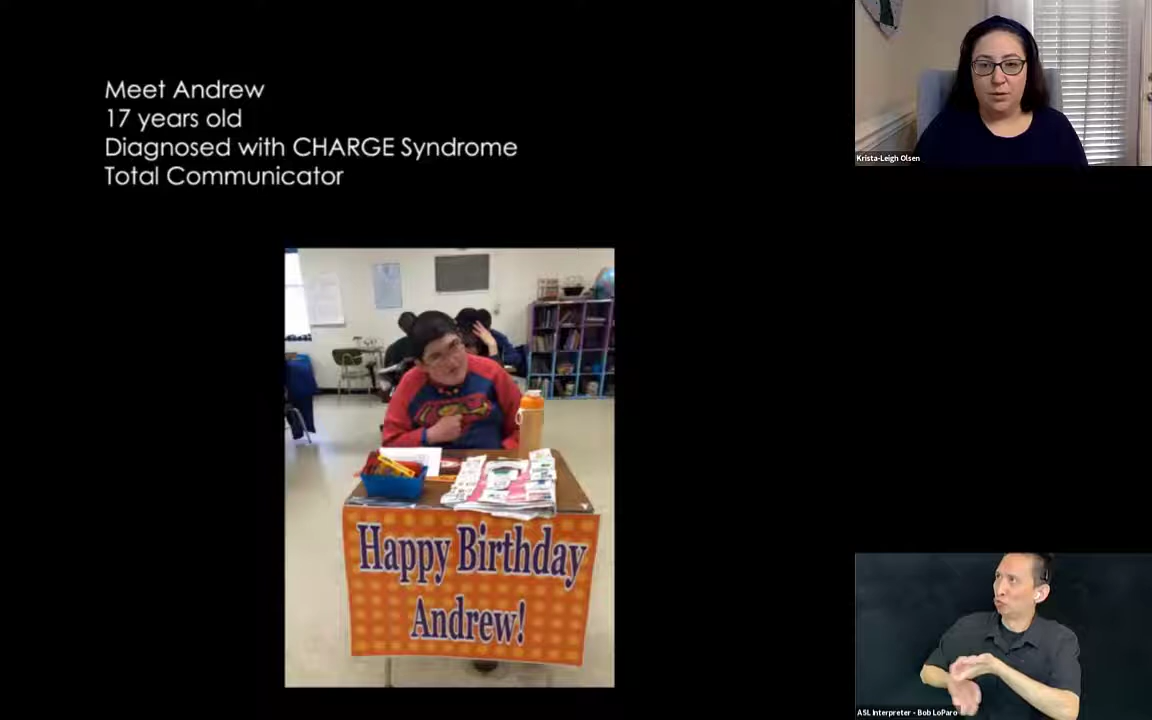 Meet Andrew
17 years old
Diagnosed with CHARGE Syndrome
Total Communicator
Krista-Leigh Olsen
Happy Birthday
Andrew!
ASL Interpreter - Bob LoParo